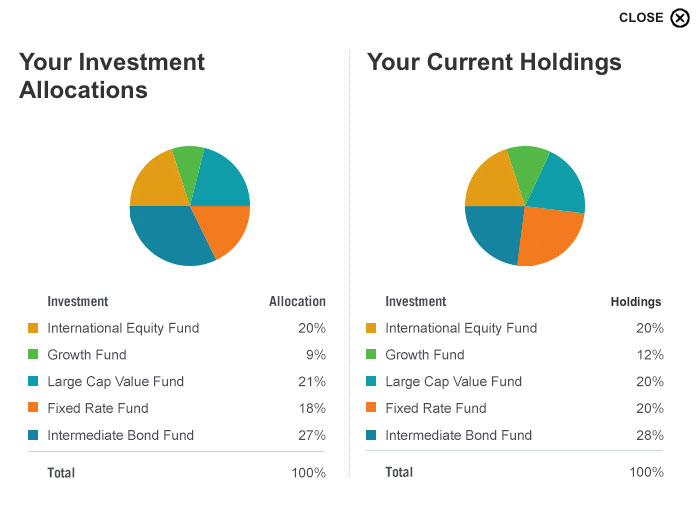 CLOSE
Your Investment
Allocations
Investment Allocation
International Equity Fund 20%
Growth Fund 9%
Large Cap Value Fund 21%
Fixed Rate Fund 18%
Intermediate Bond Fund 27%
Total 100%
Your Current Holdings
Investment Holdings
International Equity Fund 20%
Growth Fund 12%
Large Cap Value Fund 20%
Fixed Rate Fund 20%
Intermediate Bond Fund 28%
Total 100%